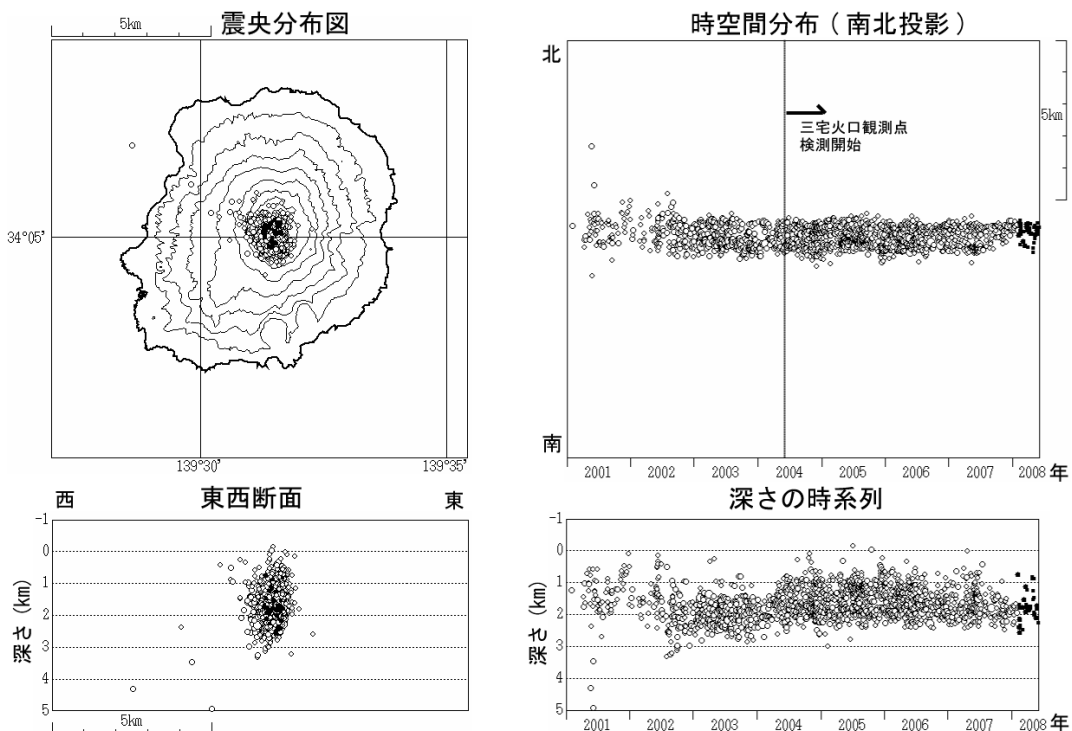 震央分布図
5km
34°05'
139°30'
139°35'
時空間分布（南北投影）
北
南
三宅火口観測点
検測開始
5km
2001 2002 2003 2004 2005 2006 2007 2008 年
東西断面
西
東
深さ (km)
-1
0
1
2
3
4
5
5km
深さの時系列
深さ (km)
-1
0
1
2
3
4
5
2001 2002 2003 2004 2005 2006 2007 2008 年